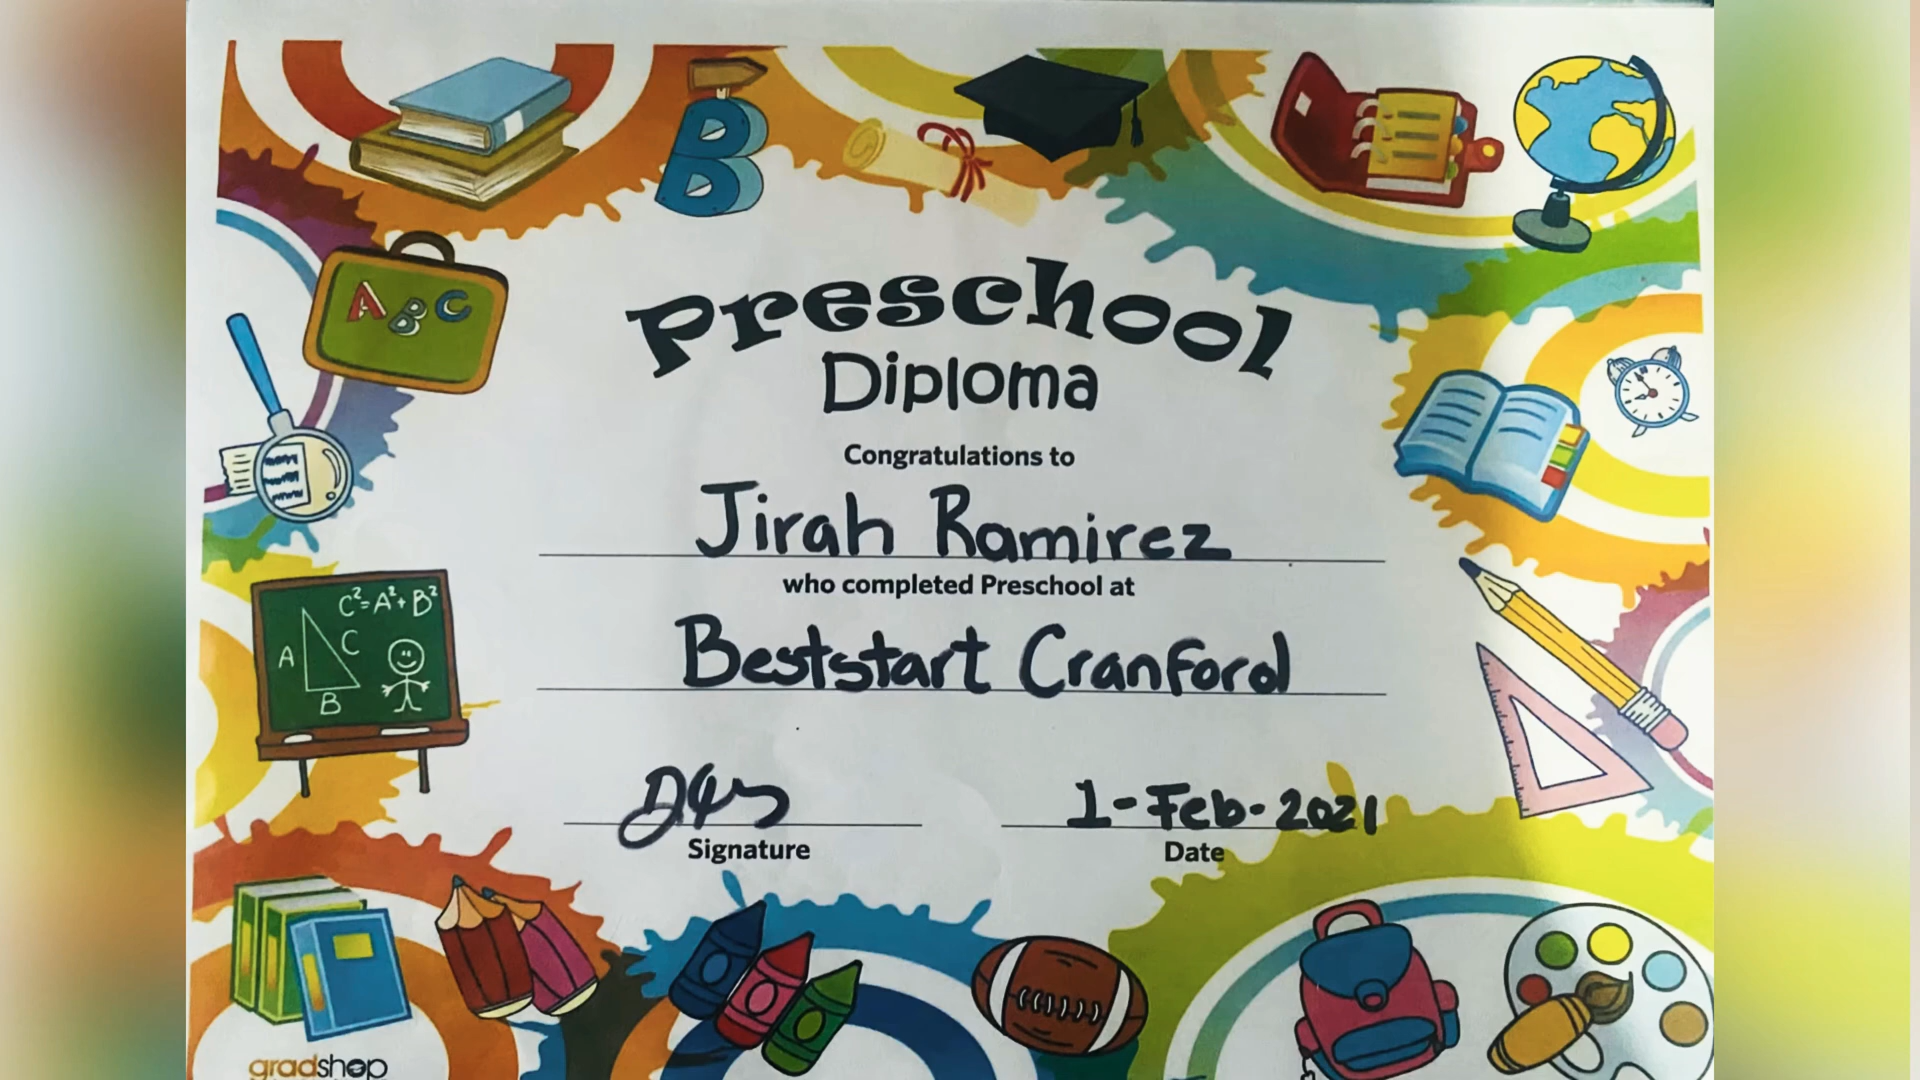 B
ABC
Preschool
Diploma
Congratulations to
Jirah Ramirez
who completed Preschool at
Beststart Cranford
C²=A²+B²
A
C
B
1-Feb-2021
Signature
Date
gradshop